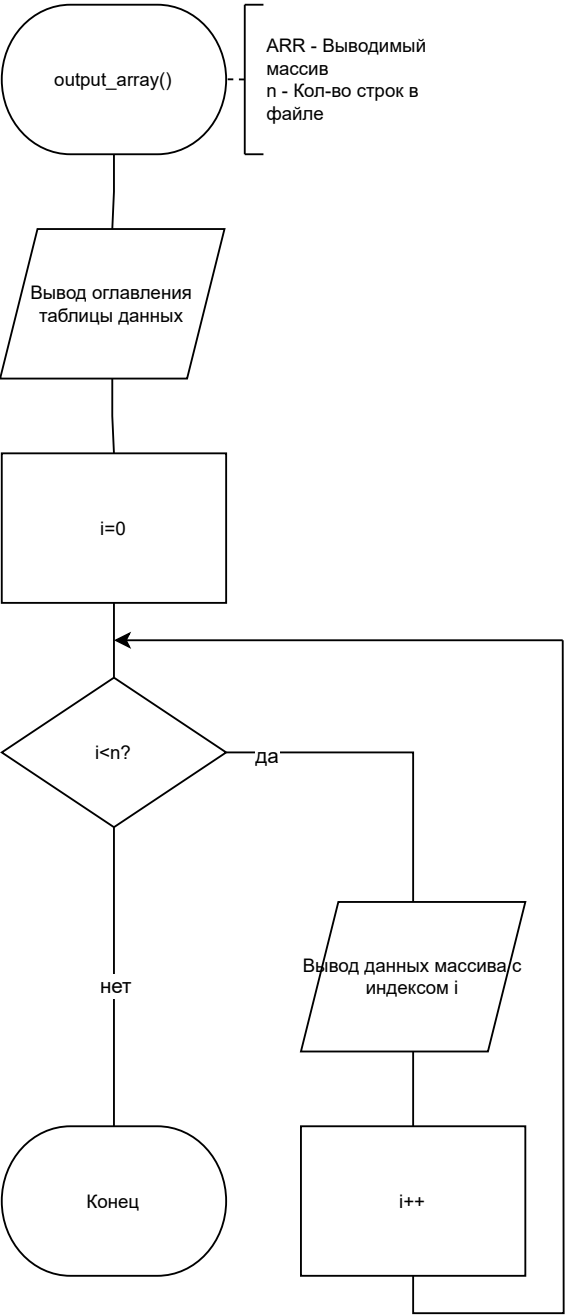 output_array()
ARR - Выводимый
массив
n - Кол-во строк в
файле
Вывод оглавления
таблицы данных
i=0
i<n?
да
Вывод данных массива с
индексом i
нет
Конец
i++